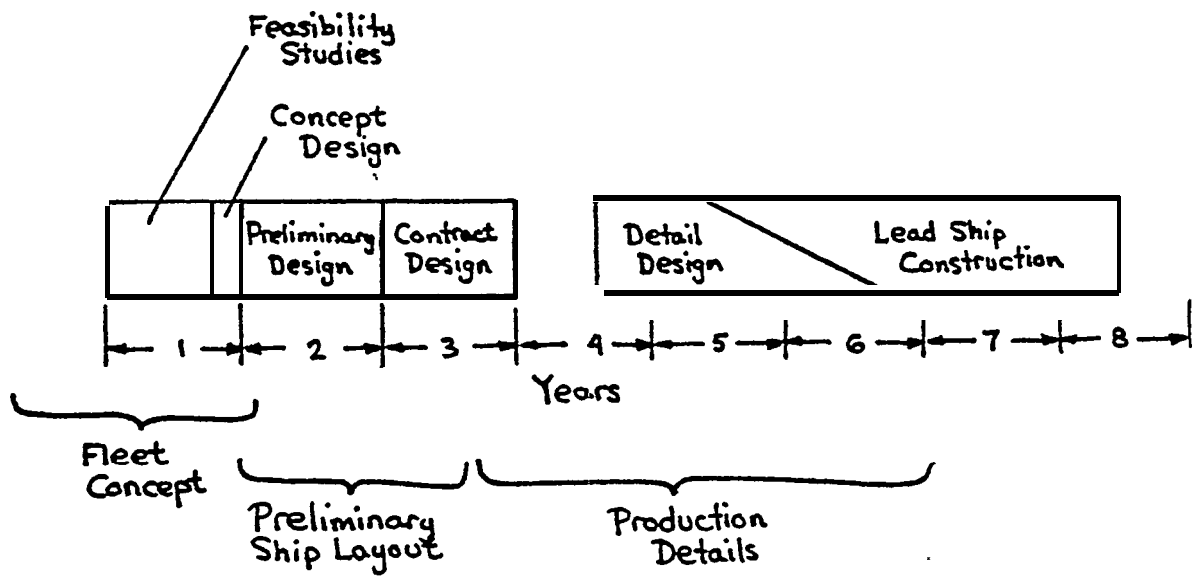 Feasibility
Studies
Concept
Design
Preliminary
Design
Contract
Design
Detail
Design
Lead Ship
Construction
1 2 3 4 5 6 7 8
Years
Fleet
Concept
Preliminary
Ship Layout
Production
Details